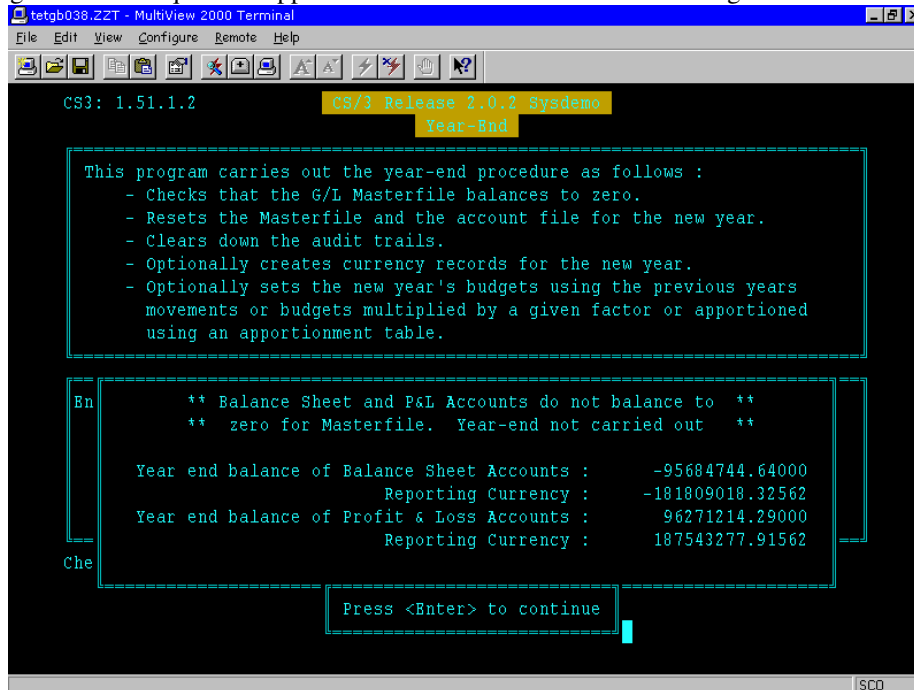 tetgb038.ZZT - MultiView 2000 Terminal
File Edit View Configure Remote Help
CS3: 1.51.1.2 CS/3 Release 2.0.2 Sysdemo
Year-End
This program carries out the year-end procedure as follows :
- Checks that the G/L Masterfile balances to zero.
- Resets the Masterfile and the account file for the new year.
- Clears down the audit trails.
- Optionally creates currency records for the new year.
- Optionally sets the new year's budgets using the previous years
movements or budgets multiplied by a given factor or apportioned
using an apportionment table.
En
** Balance Sheet and P&L Accounts do not balance to **
** zero for Masterfile. Year-end not carried out **
Year end balance of Balance Sheet Accounts : -95684744.64000
Reporting Currency : -181809018.32562
Year end balance of Profit & Loss Accounts : 96271214.29000
Reporting Currency : 187543277.91562
Che
Press <Enter> to continue
SCO